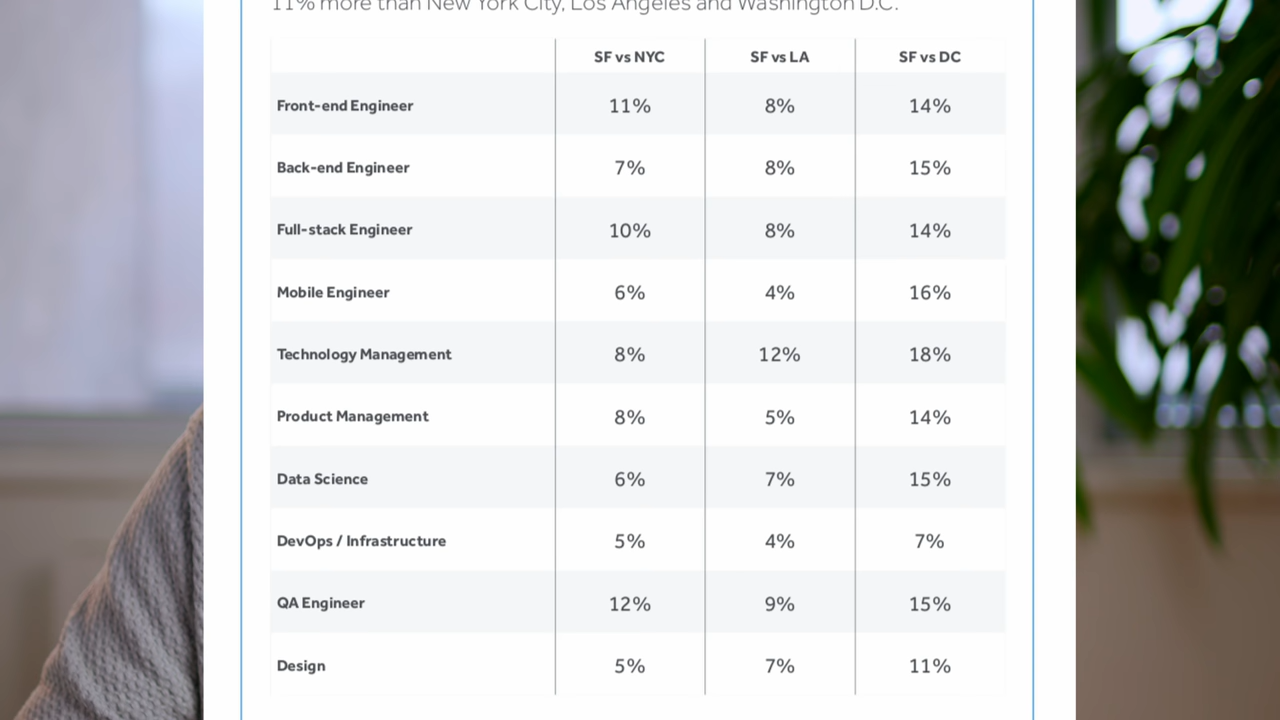 11% more than New York City, Los Angeles and Washington D.C.
SF vs NYC SF vs LA SF vs DC
Front-end Engineer 11% 8% 14%
Back-end Engineer 7% 8% 15%
Full-stack Engineer 10% 8% 14%
Mobile Engineer 6% 4% 16%
Technology Management 8% 12% 18%
Product Management 8% 5% 14%
Data Science 6% 7% 15%
DevOps / Infrastructure 5% 4% 7%
QA Engineer 12% 9% 15%
Design 5% 7% 11%